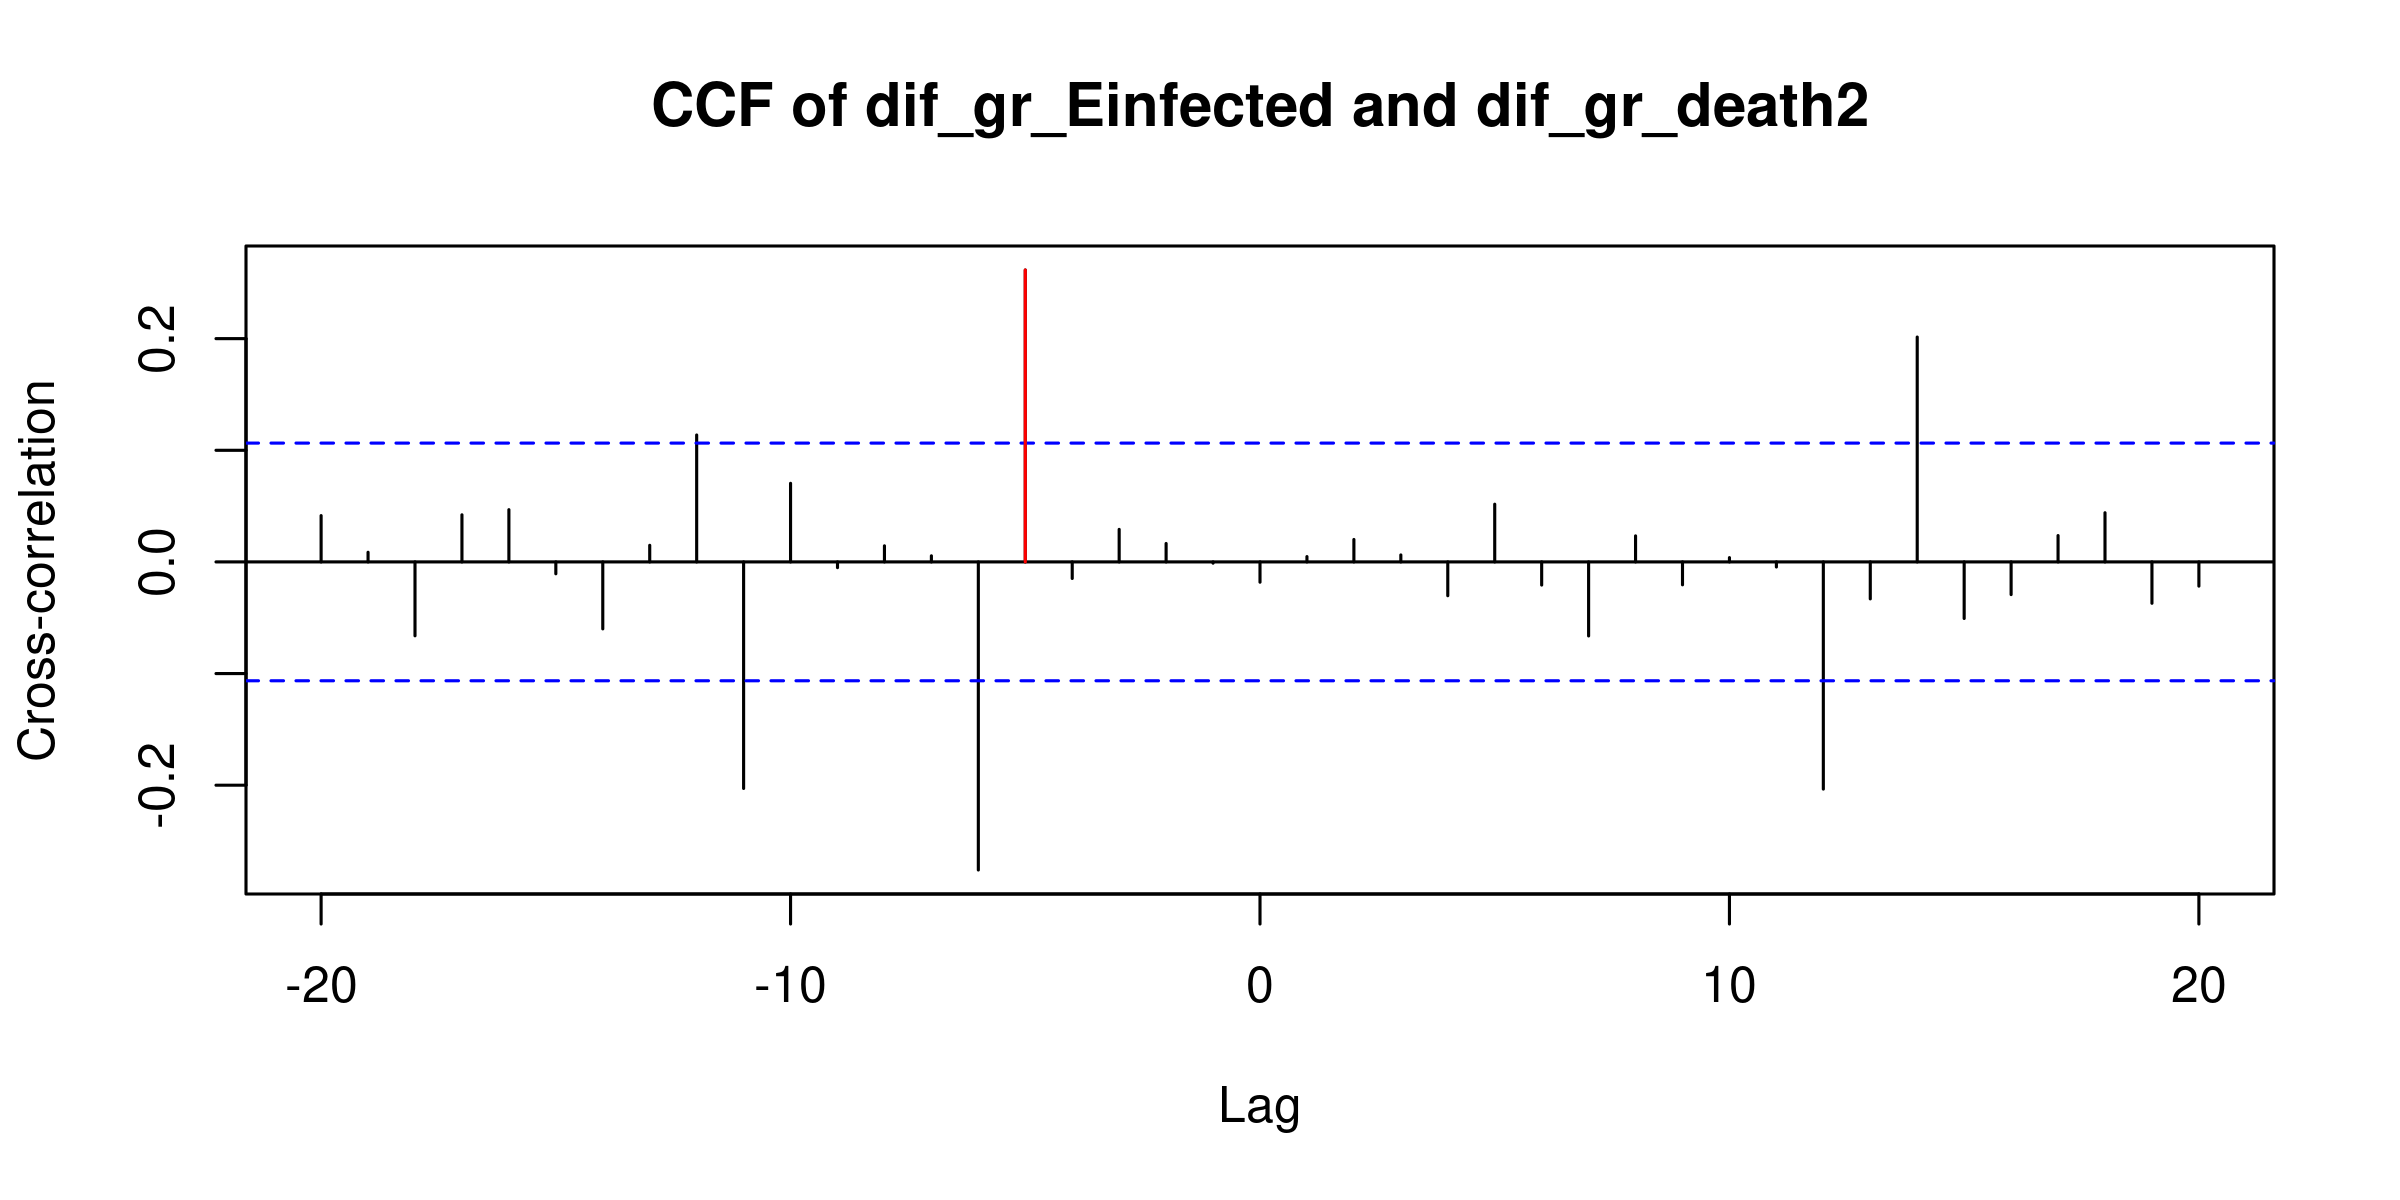 CCF of dif_gr_Einfected and dif_gr_death2
Cross-correlation
0.2
0.0
-0.2
-20 -10 0 10 20
Lag